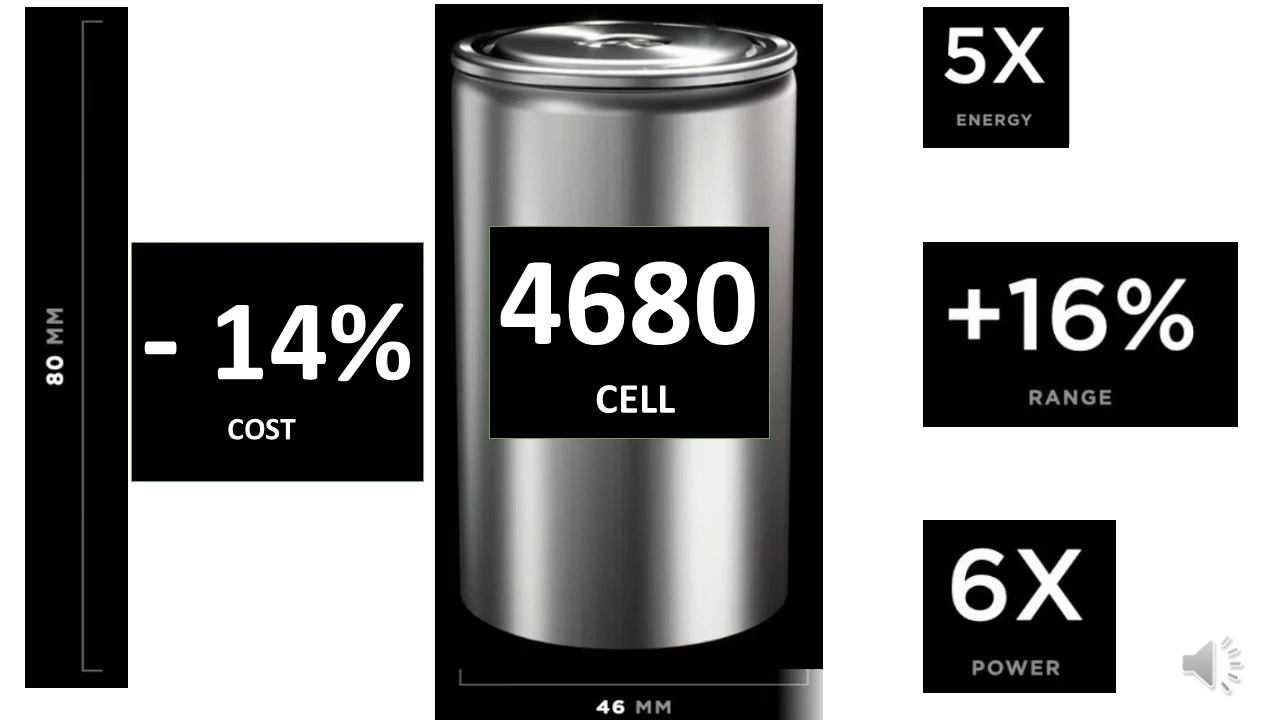 80 MM
- 14%
COST
4680
CELL
46 MM
5X
ENERGY
+16%
RANGE
6X
POWER